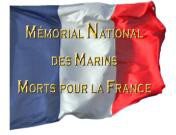 Mémorial National
des Marins
Morts pour la France